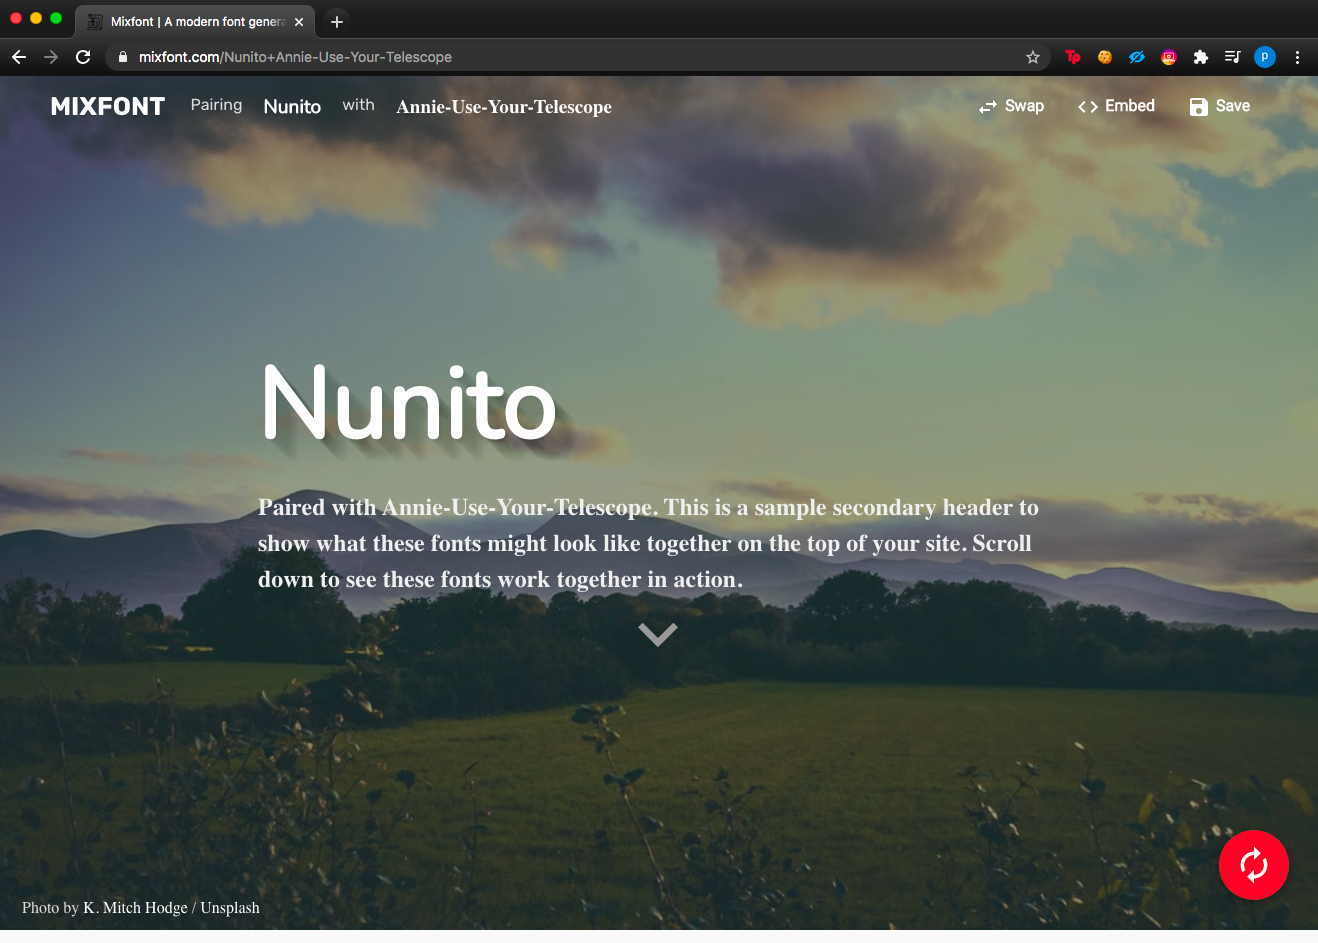 Mixfont | A modern font genera
mixfont.com/Nunito+Annie-Use-Your-Telescope
Tp
p
MIXFONT Pairing Nunito with Annie-Use-Your-Telescope Swap Embed Save
Nunito
Paired with Annie-Use-Your-Telescope. This is a sample secondary header to
show what these fonts might look like together on the top of your site. Scroll
down to see these fonts work together in action.
Photo by K. Mitch Hodge / Unsplash